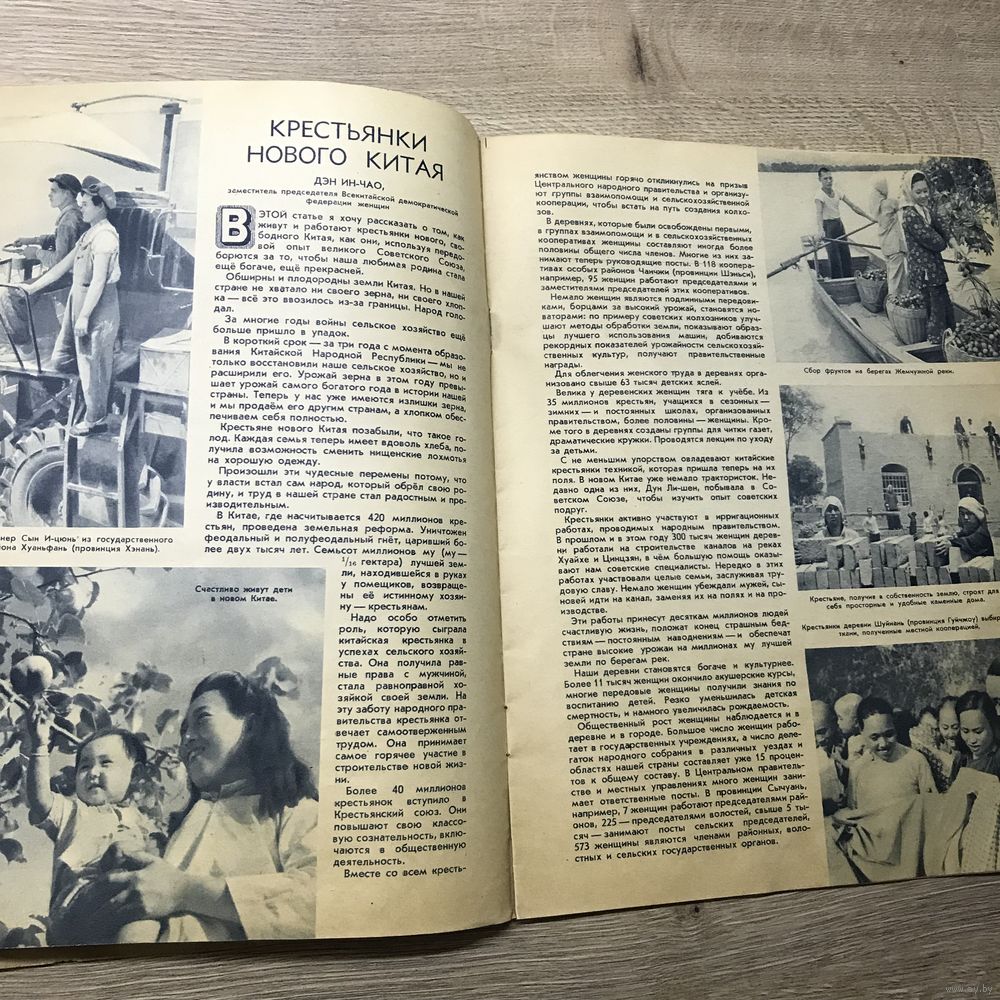 КРЕСТЬЯНКИ
НОВОГО КИТАЯ
ДЭН ИН-ЧАО,
заместитель председателя Всекитайской демократической
федерации женщин
В ЭТОЙ статье я хочу рассказать о том, как
живут и работают крестьянки нового, сво-
бодного Китая, как они, используя передо-
вой опыт великого Советского Союза,
борются за то, чтобы наша любимая родина стала
ещё богаче, ещё прекрасней.
Обширны и плодородны земли Китая. Но в нашей
стране не хватало ни своего зерна, ни своего хлоп-
ка — всё это ввозилось из-за границы. Народ голо-
дал.
За многие годы войны сельское хозяйство ещё
больше пришло в упадок.
В короткий срок — за три года с момента образо-
вания Китайской Народной Республики — мы не
только восстановили наше сельское хозяйство, но и
расширили его. Урожай зерна в этом году превы-
шает урожай самого богатого года в истории нашей
страны. Теперь у нас уже имеются излишки зерна,
и мы продаём его другим странам, а хлопком обес-
печиваем себя полностью.
Крестьяне нового Китая позабыли, что такое го-
лод. Каждая семья теперь имеет вдоволь хлеба, по-
лучила возможность сменить нищенские лохмотья
на хорошую одежду.
Произошли эти чудесные перемены потому, что
у власти встал сам народ, который обрёл свою ро-
дину, и труд в нашей стране стал радостным и про-
изводительным.
В Китае, где насчитывается 420 миллионов кре-
стьян, проведена земельная реформа. Уничтожен
феодальный и полуфеодальный гнёт, царивший бо-
лее двух тысяч лет. Семьсот миллионов му (му —
1/16 гектара) лучшей зем-
ли, находившейся в руках
у помещиков, возвраще-
ны её истинному хозяи-
ну — крестьянам.
Надо особо отметить
роль, которую сыграла
китайская крестьянка в
успехах сельского хозяй-
ства. Она получила рав-
ные права с мужчиной,
стала равноправной хо-
зяйкой своей земли. На
эту заботу народного пра-
вительства крестьянка от-
вечает самоотверженным
трудом. Она принимает
самое горячее участие в
строительстве новой жиз-
ни.
Более 40 миллионов
крестьянок вступило в
Крестьянский союз. Они
повышают свою классо-
вую сознательность, вклю-
чаются в общественную
деятельность.
Вместе со всем кресть-
нер Сын И-цюнь из государственного
она Хуаньфань (провинция Хэнань).
Счастливо живут дети
в новом Китае.
янством женщины горячо откликнулись на призыв
Центрального народного правительства и организу-
ют группы взаимопомощи и сельскохозяйственной
кооперации, чтобы встать на путь создания колхо-
зов.
В деревнях, которые были освобождены первыми,
в группах взаимопомощи и в сельскохозяйственных
кооперативах женщины составляют иногда более
половины общего числа членов. Многие из них за-
нимают теперь руководящие посты. В 118 коопера-
тивах особых районов Чанчжи (провинции Шэньси),
например, 95 женщин работают председателями и
заместителями председателей этих кооперативов.
Немало женщин являются подлинными передови-
ками, борцами за высокий урожай, становятся но-
ваторами: по примеру советских колхозников улуч-
шают методы обработки земли, показывают образ-
цы лучшего использования машин, добиваются
рекордных показателей урожайности сельскохозяй-
ственных культур, получают правительственные
награды.
Для облегчения женского труда в деревнях орга-
низовано свыше 63 тысяч детских яслей.
Велика у деревенских женщин тяга к учёбе. Из
35 миллионов крестьян, учащихся в сезонных —
зимних — и постоянных школах, организованных
правительством, более половины — женщины. Кро-
ме того в деревнях созданы группы для читки газет,
драматические кружки. Проводятся лекции по уходу
за детьми.
С не меньшим упорством овладевают китайские
крестьянки техникой, которая пришла теперь на их
поля. В новом Китае уже немало трактористок. Не-
давно одна из них, Дун Ли-шен, побывала в Со-
ветском Союзе, чтобы изучить опыт советских
подруг.
Крестьянки активно участвуют в ирригационных
работах, проводимых народным правительством.
В прошлом и в этом году 300 тысяч женщин дерев-
ни работали на строительстве каналов на реках
Хуайхе и Цинцзян, в чём большую помощь оказы-
вают нам советские специалисты. Нередко в этих
работах участвовали целые семьи, заслуживая тру-
довую славу. Немало женщин убеждали мужей, сы-
новей идти на канал, заменяя их на полях и на про-
изводстве.
Эти работы принесут десяткам миллионов людей
счастливую жизнь, положат конец страшным бед-
ствиям — постоянным наводнениям — и обеспечат
стране высокие урожаи на миллионах му лучшей
земли по берегам рек.
Наши деревни становятся богаче и культурнее.
Более 11 тысяч женщин окончило акушерские курсы,
многие передовые женщины получили знания по
воспитанию детей. Резко уменьшилась детская
смертность, и намного увеличилась рождаемость.
Общественный рост женщины наблюдается и в
деревне и в городе. Большое число женщин рабо-
тает в государственных учреждениях, а число деле-
гаток народного собрания в различных уездах и
областях нашей страны составляет уже 15 процен-
тов к общему составу. В Центральном правитель-
стве и местных управлениях много женщин зани-
мает ответственные посты. В провинции Сычуань,
например, 7 женщин работают председателями рай-
онов, 225 — председателями волостей, свыше 5 ты-
сяч — занимают посты сельских председателей,
573 женщины являются членами районных, воло-
стных и сельских государственных органов.
Сбор фруктов на берегах Жемчужной реки.
Крестьяне, получив в собственность землю, строят для
себя просторные и удобные каменные дома.
Крестьянки деревни Шуйнань (провинция Гуйчжоу) выбир
ткани, полученные местной кооперацией.
www.ay.by